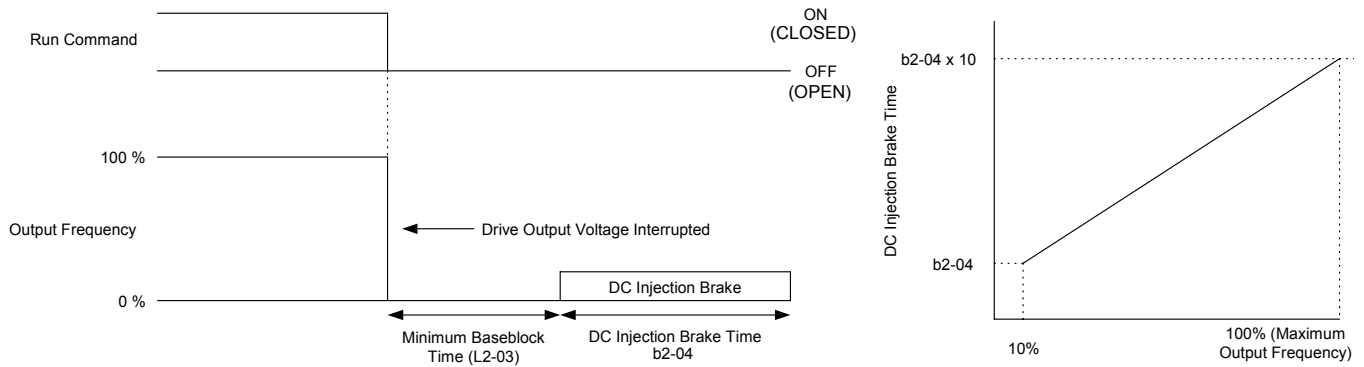 Run Command
ON
(CLOSED)
OFF
(OPEN)
100 %
Output Frequency
Drive Output Voltage Interrupted
DC Injection Brake
0 %
Minimum Baseblock
Time (L2-03)
DC Injection Brake Time
b2-04
DC Injection Brake Time
b2-04 x 10
b2-04
10%
100% (Maximum
Output Frequency)